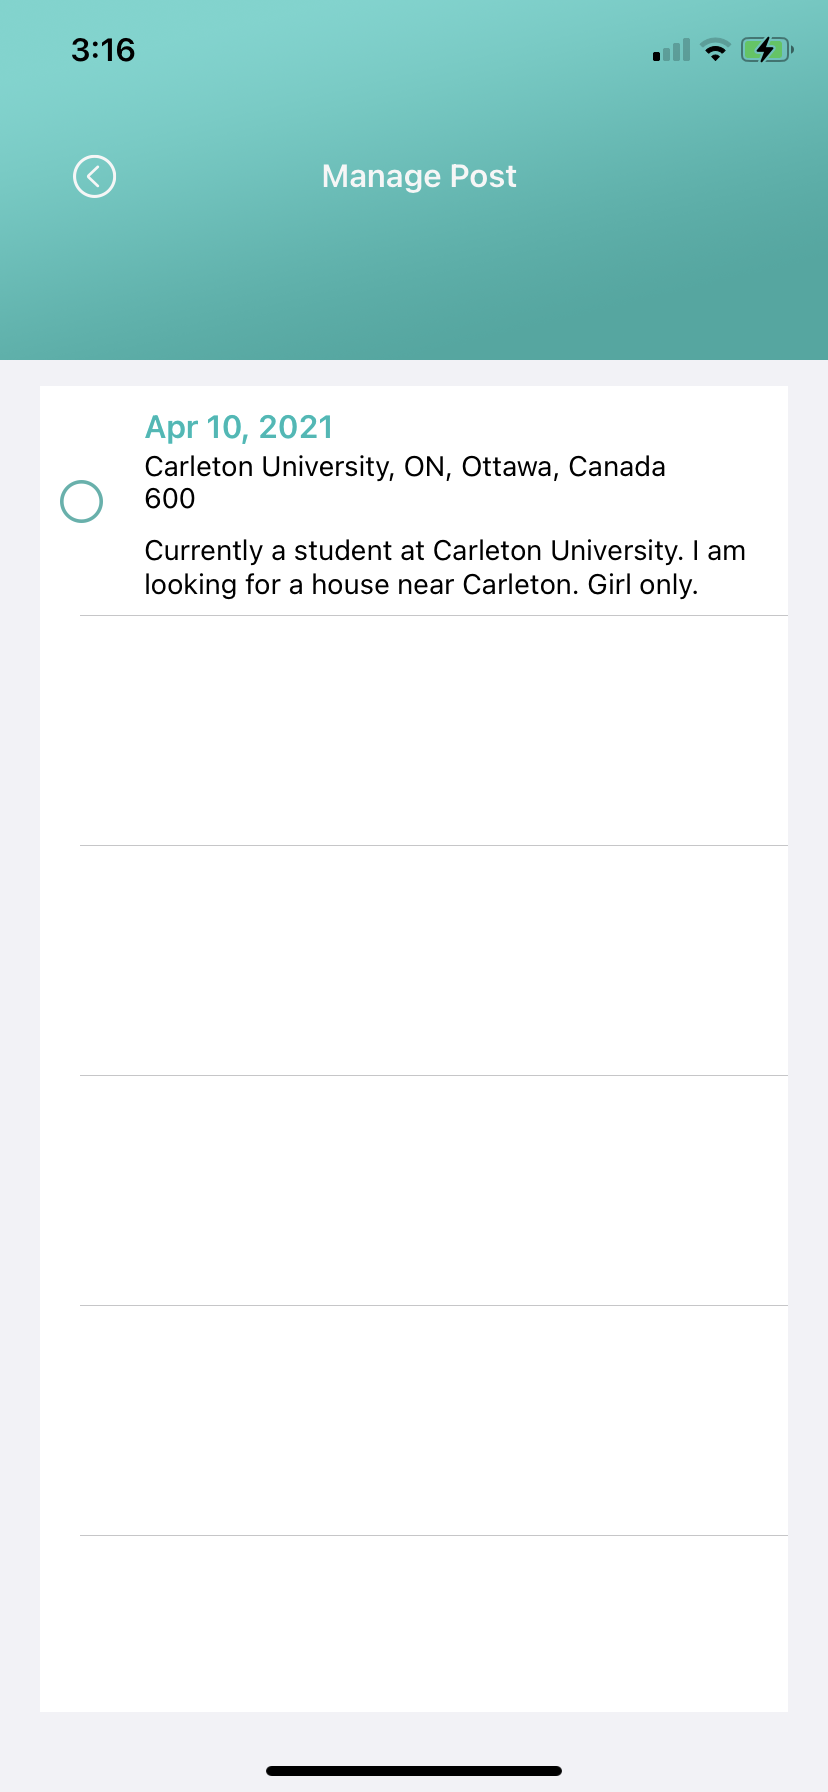 3:16
Manage Post
Apr 10, 2021
Carleton University, ON, Ottawa, Canada
600
Currently a student at Carleton University. I am
looking for a house near Carleton. Girl only.